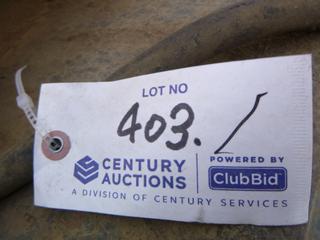 LOT NO
403.
CENTURY AUCTIONS
POWERED BY
ClubBid
A DIVISION OF CENTURY SERVICES